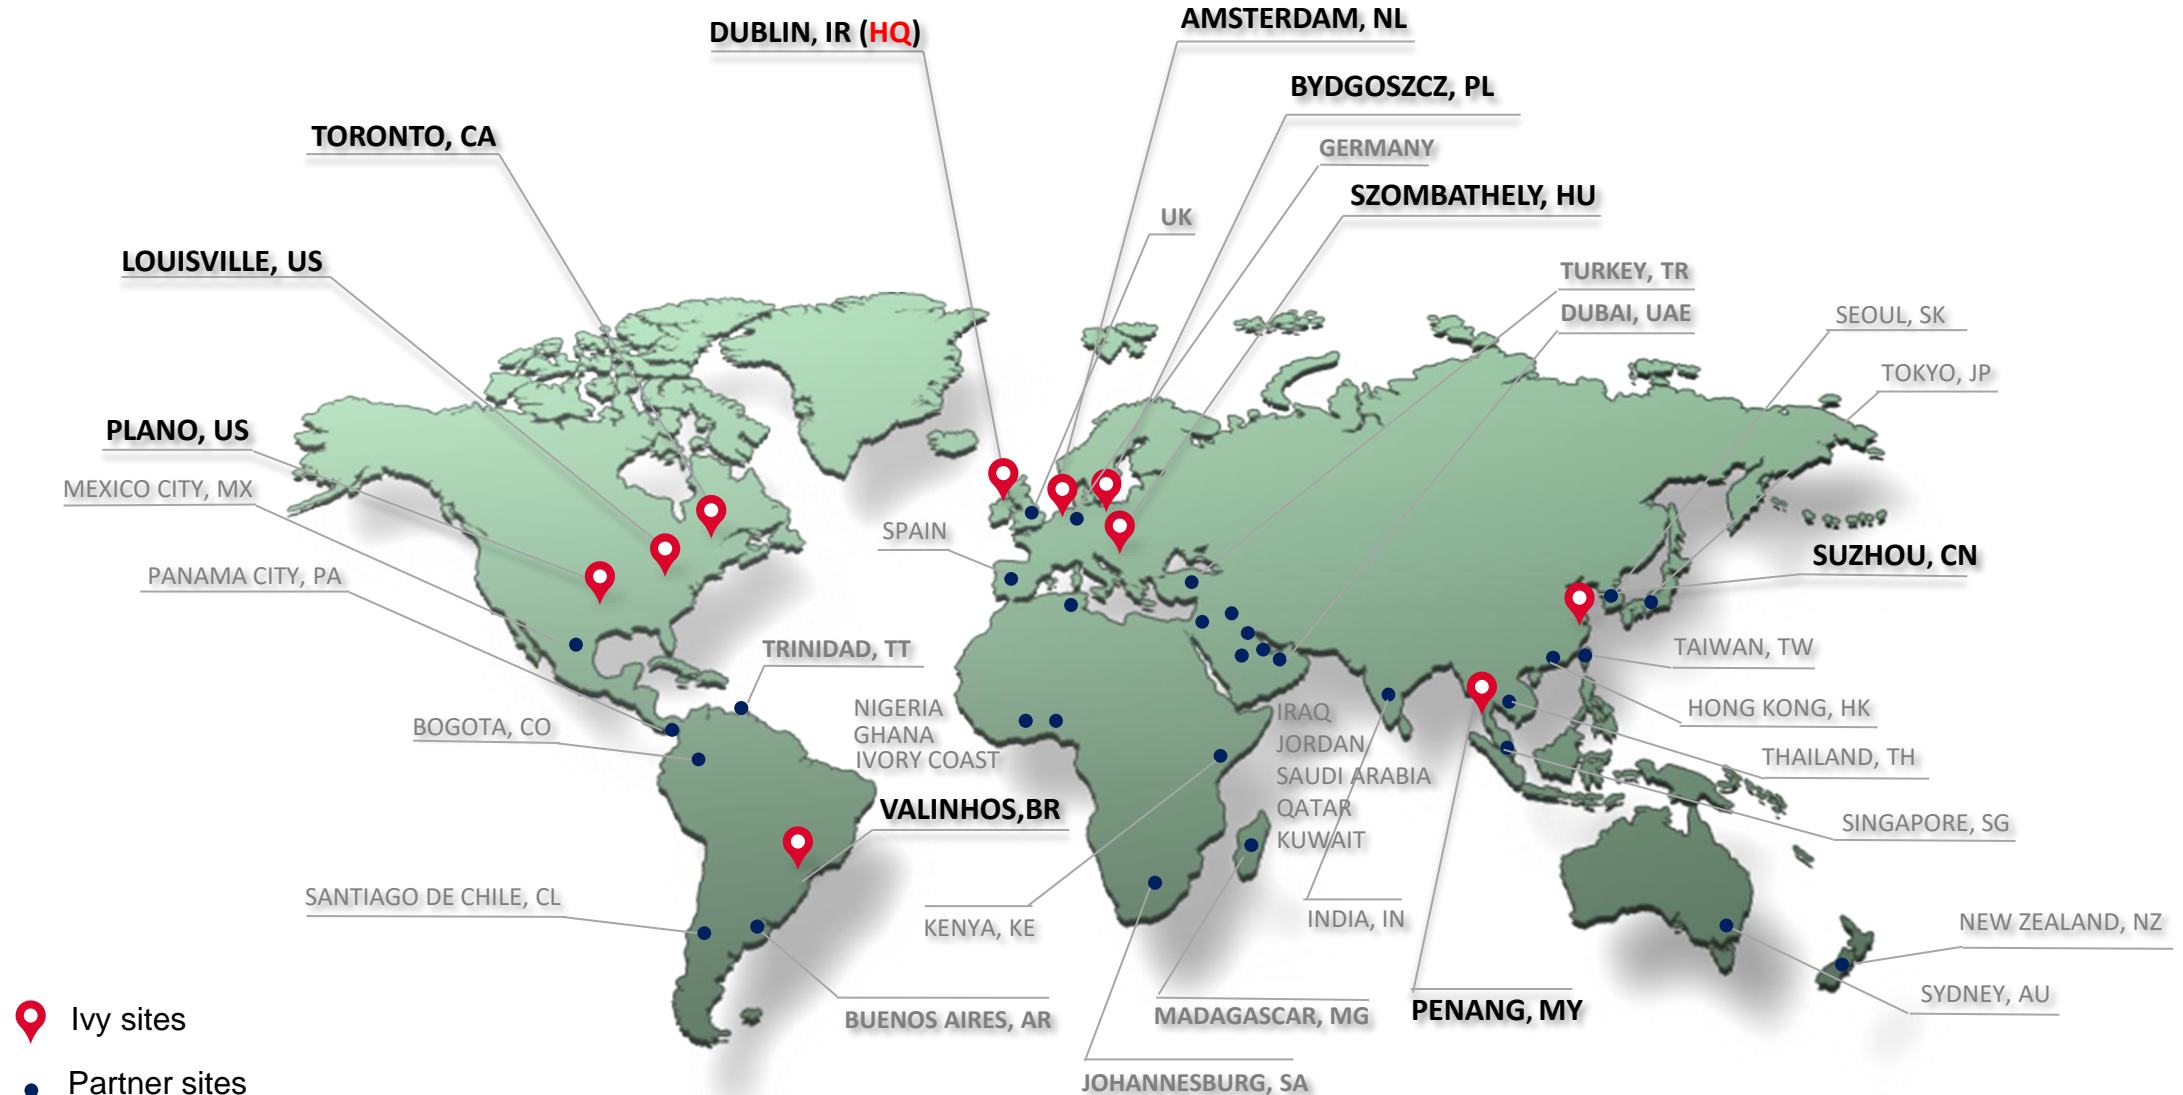 AMSTERDAM, NL
DUBLIN, IR (HQ)
BYDGOSZCZ, PL
TORONTO, CA
GERMANY
SZOMBATHELY, HU
UK
LOUISVILLE, US
TURKEY, TR
DUBAI, UAE
SEOUL, SK
TOKYO, JP
PLANO, US
MEXICO CITY, MX
SPAIN
SUZHOU, CN
PANAMA CITY, PA
TRINIDAD, TT
TAIWAN, TW
NIGERIA
GHANA
IVORY COAST
BOGOTA, CO
IRAQ
JORDAN
SAUDI ARABIA
QATAR
KUWAIT
HONG KONG, HK
THAILAND, TH
VALINHOS,BR
SINGAPORE, SG
SANTIAGO DE CHILE, CL
KENYA, KE
INDIA, IN
NEW ZEALAND, NZ
SYDNEY, AU
BUENOS AIRES, AR
MADAGASCAR, MG
PENANG, MY
JOHANNESBURG, SA
Ivy sites
Partner sites